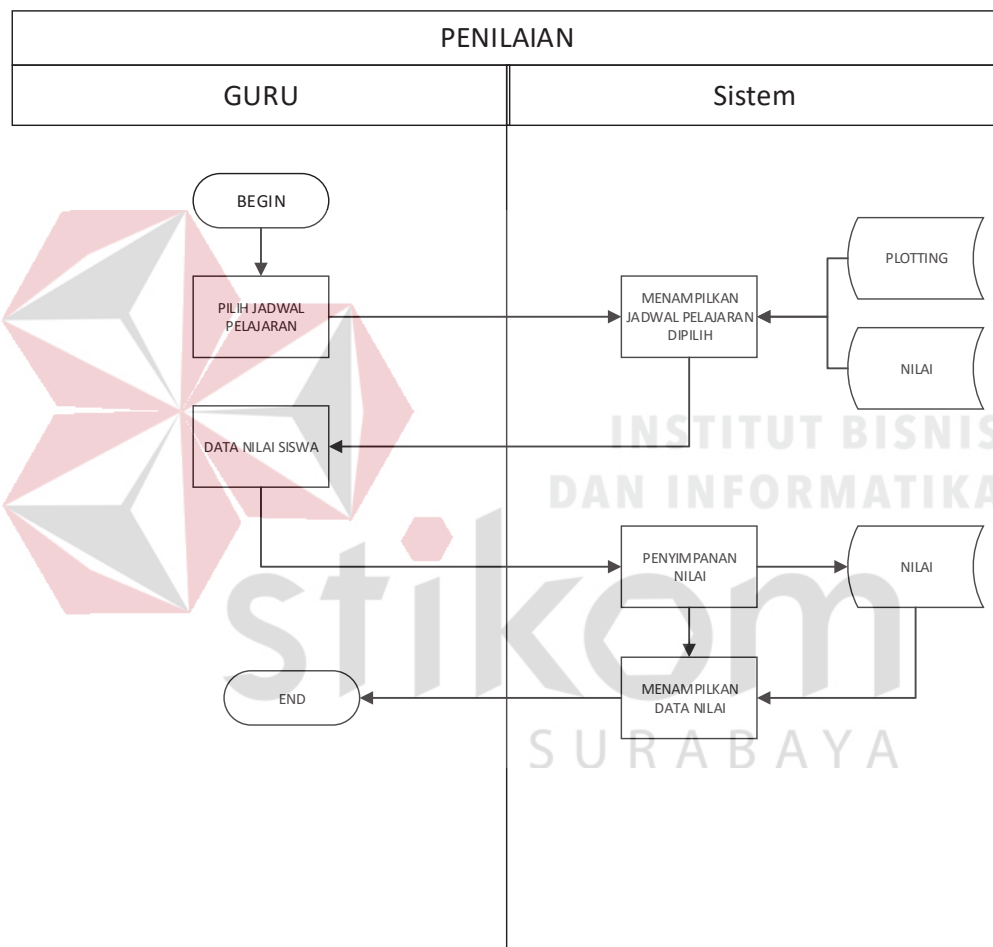 PENILAIAN
GURU
Sistem
BEGIN
PILIH JADWAL
PELAJARAN
MENAMPILKAN
JADWAL PELAJARAN
DIPILIH
PLOTTING
NILAI
DATA NILAI SISWA
PENYIMPANAN
NILAI
NILAI
END
MENAMPILKAN
DATA NILAI
INSTITUT BISNIS
DAN INFORMATIKA
stikom
SURABAYA